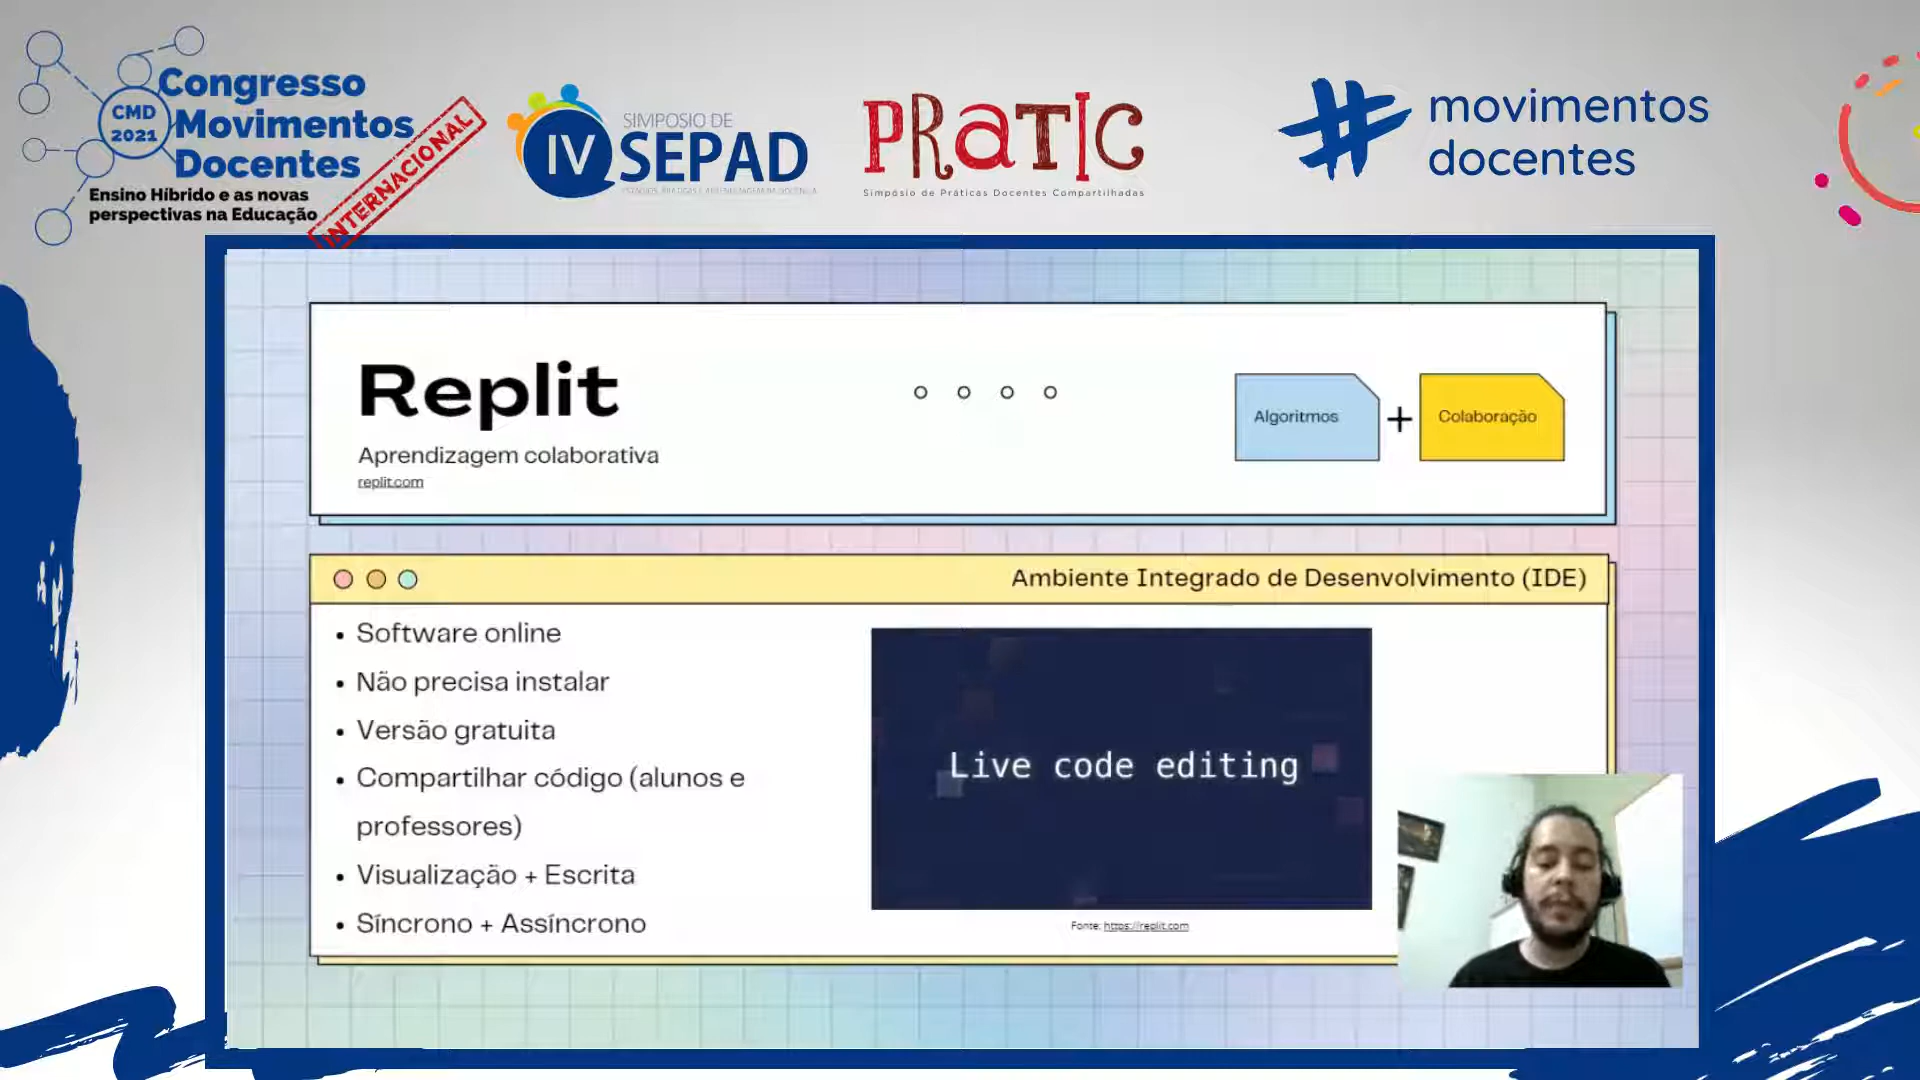 CMD
2021
Congresso
Movimentos
Docentes
Ensino Híbrido e as novas
perspectivas na Educação
INTERNACIONAL
IV
SIMPÓSIO DE
SEPAD
PRATIC
Simpósio de Práticas Docentes Compartilhadas
# movimentos
docentes
Replit
Aprendizagem colaborativa
replit.com
Algoritmos
+
Colaboração
Ambiente Integrado de Desenvolvimento (IDE)
• Software online
• Não precisa instalar
• Versão gratuita
• Compartilhar código (alunos e
professores)
• Visualização + Escrita
• Síncrono + Assíncrono
Live code editing
Fonte: https://replit.com